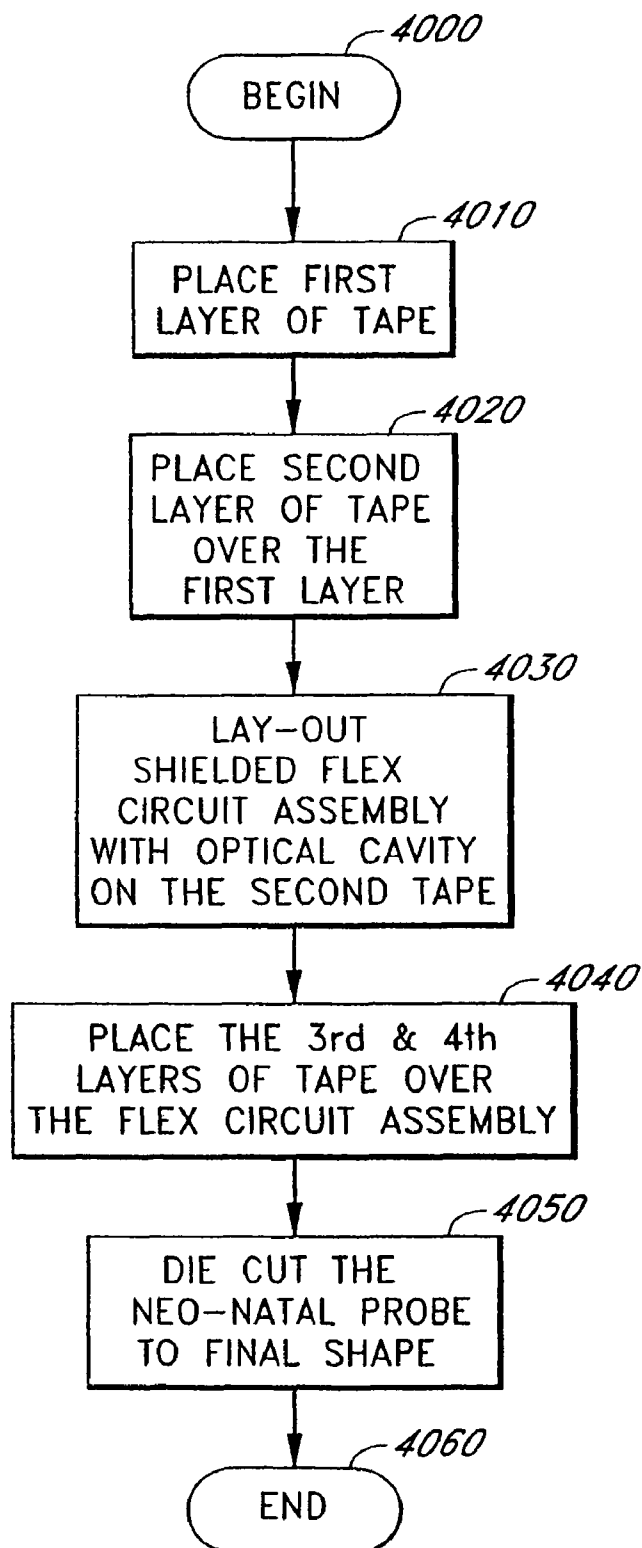 4000
BEGIN
4010
PLACE FIRST
LAYER OF TAPE
4020
PLACE SECOND
LAYER OF TAPE
OVER THE
FIRST LAYER
4030
LAY-OUT
SHIELDED FLEX
CIRCUIT ASSEMBLY
WITH OPTICAL CAVITY
ON THE SECOND TAPE
4040
PLACE THE 3rd & 4th
LAYERS OF TAPE OVER
THE FLEX CIRCUIT ASSEMBLY
4050
DIE CUT THE
NEO-NATAL PROBE
TO FINAL SHAPE
4060
END